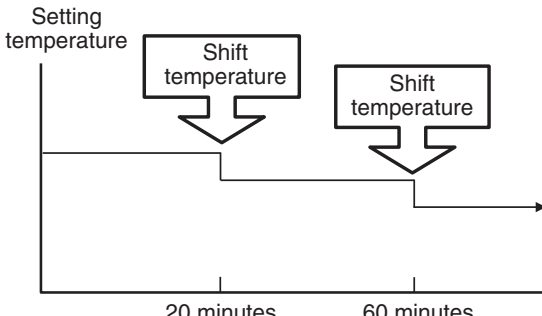 Setting
temperature
Shift
temperature
Shift
temperature
20 minutes
60 minutes